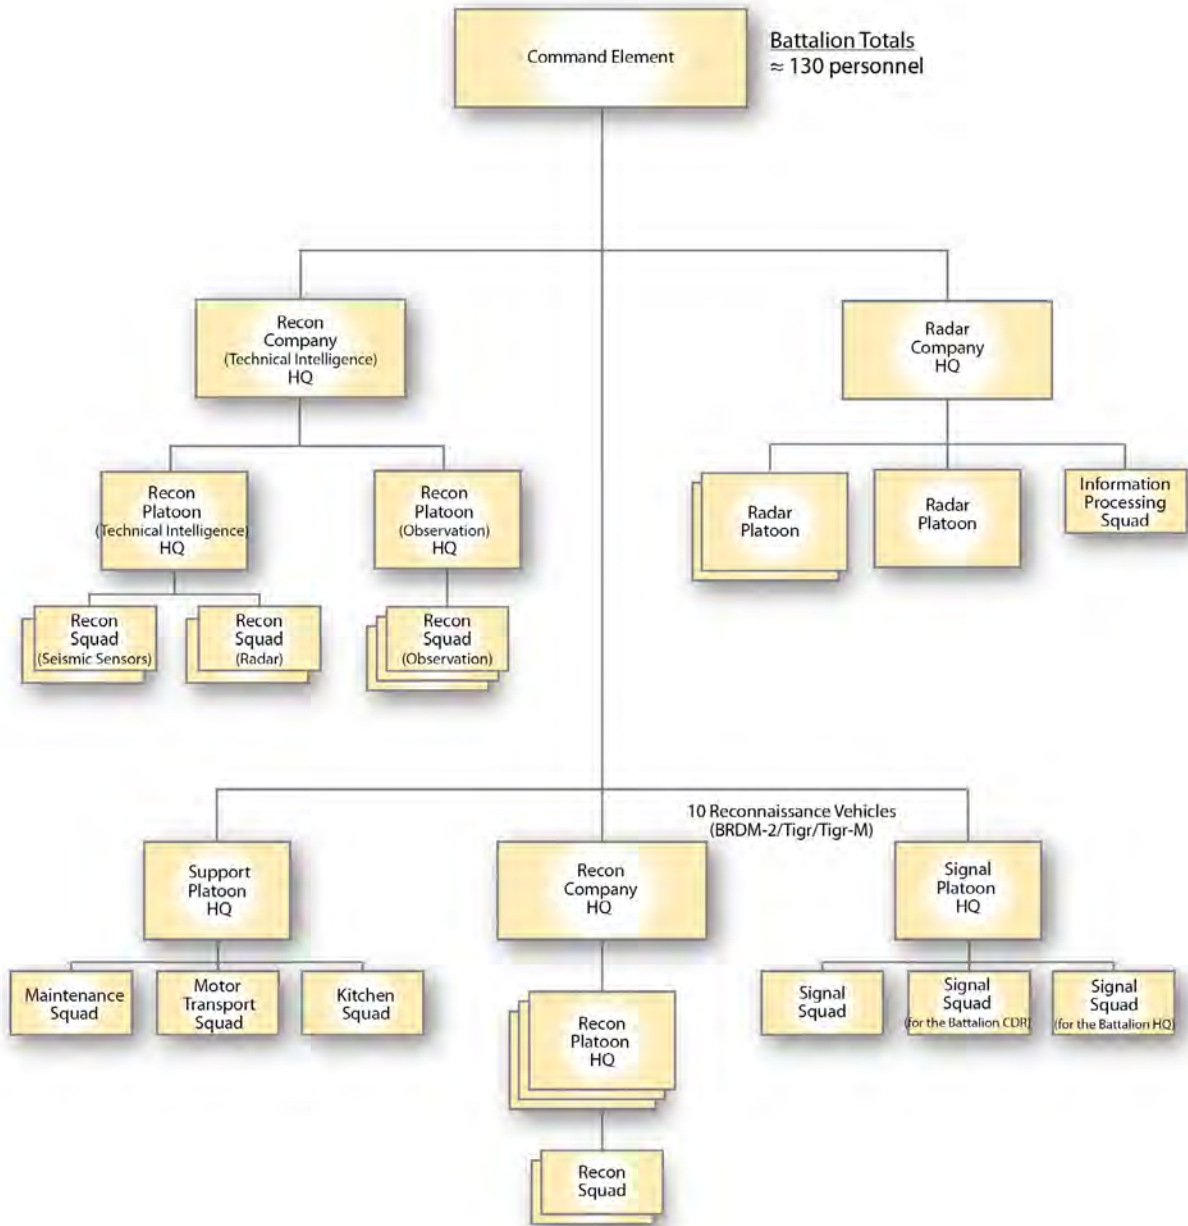 Command Element
Battalion Totals
≈ 130 personnel
Recon
Company
(Technical Intelligence)
HQ
Radar
Company
HQ
Recon
Platoon
(Technical Intelligence)
HQ
Recon
Platoon
(Observation)
HQ
Radar
Platoon
Radar
Platoon
Information
Processing
Squad
Recon
Squad
(Seismic Sensors)
Recon
Squad
(Radar)
Recon
Squad
(Observation)
10 Reconnaissance Vehicles
(BRDM-2/Tigr/Tigr-M)
Support
Platoon
HQ
Recon
Company
HQ
Signal
Platoon
HQ
Maintenance
Squad
Motor
Transport
Squad
Kitchen
Squad
Recon
Platoon
HQ
Signal
Squad
Signal
Squad
(for the Battalion CDR)
Signal
Squad
(for the Battalion HQ)
Recon
Squad